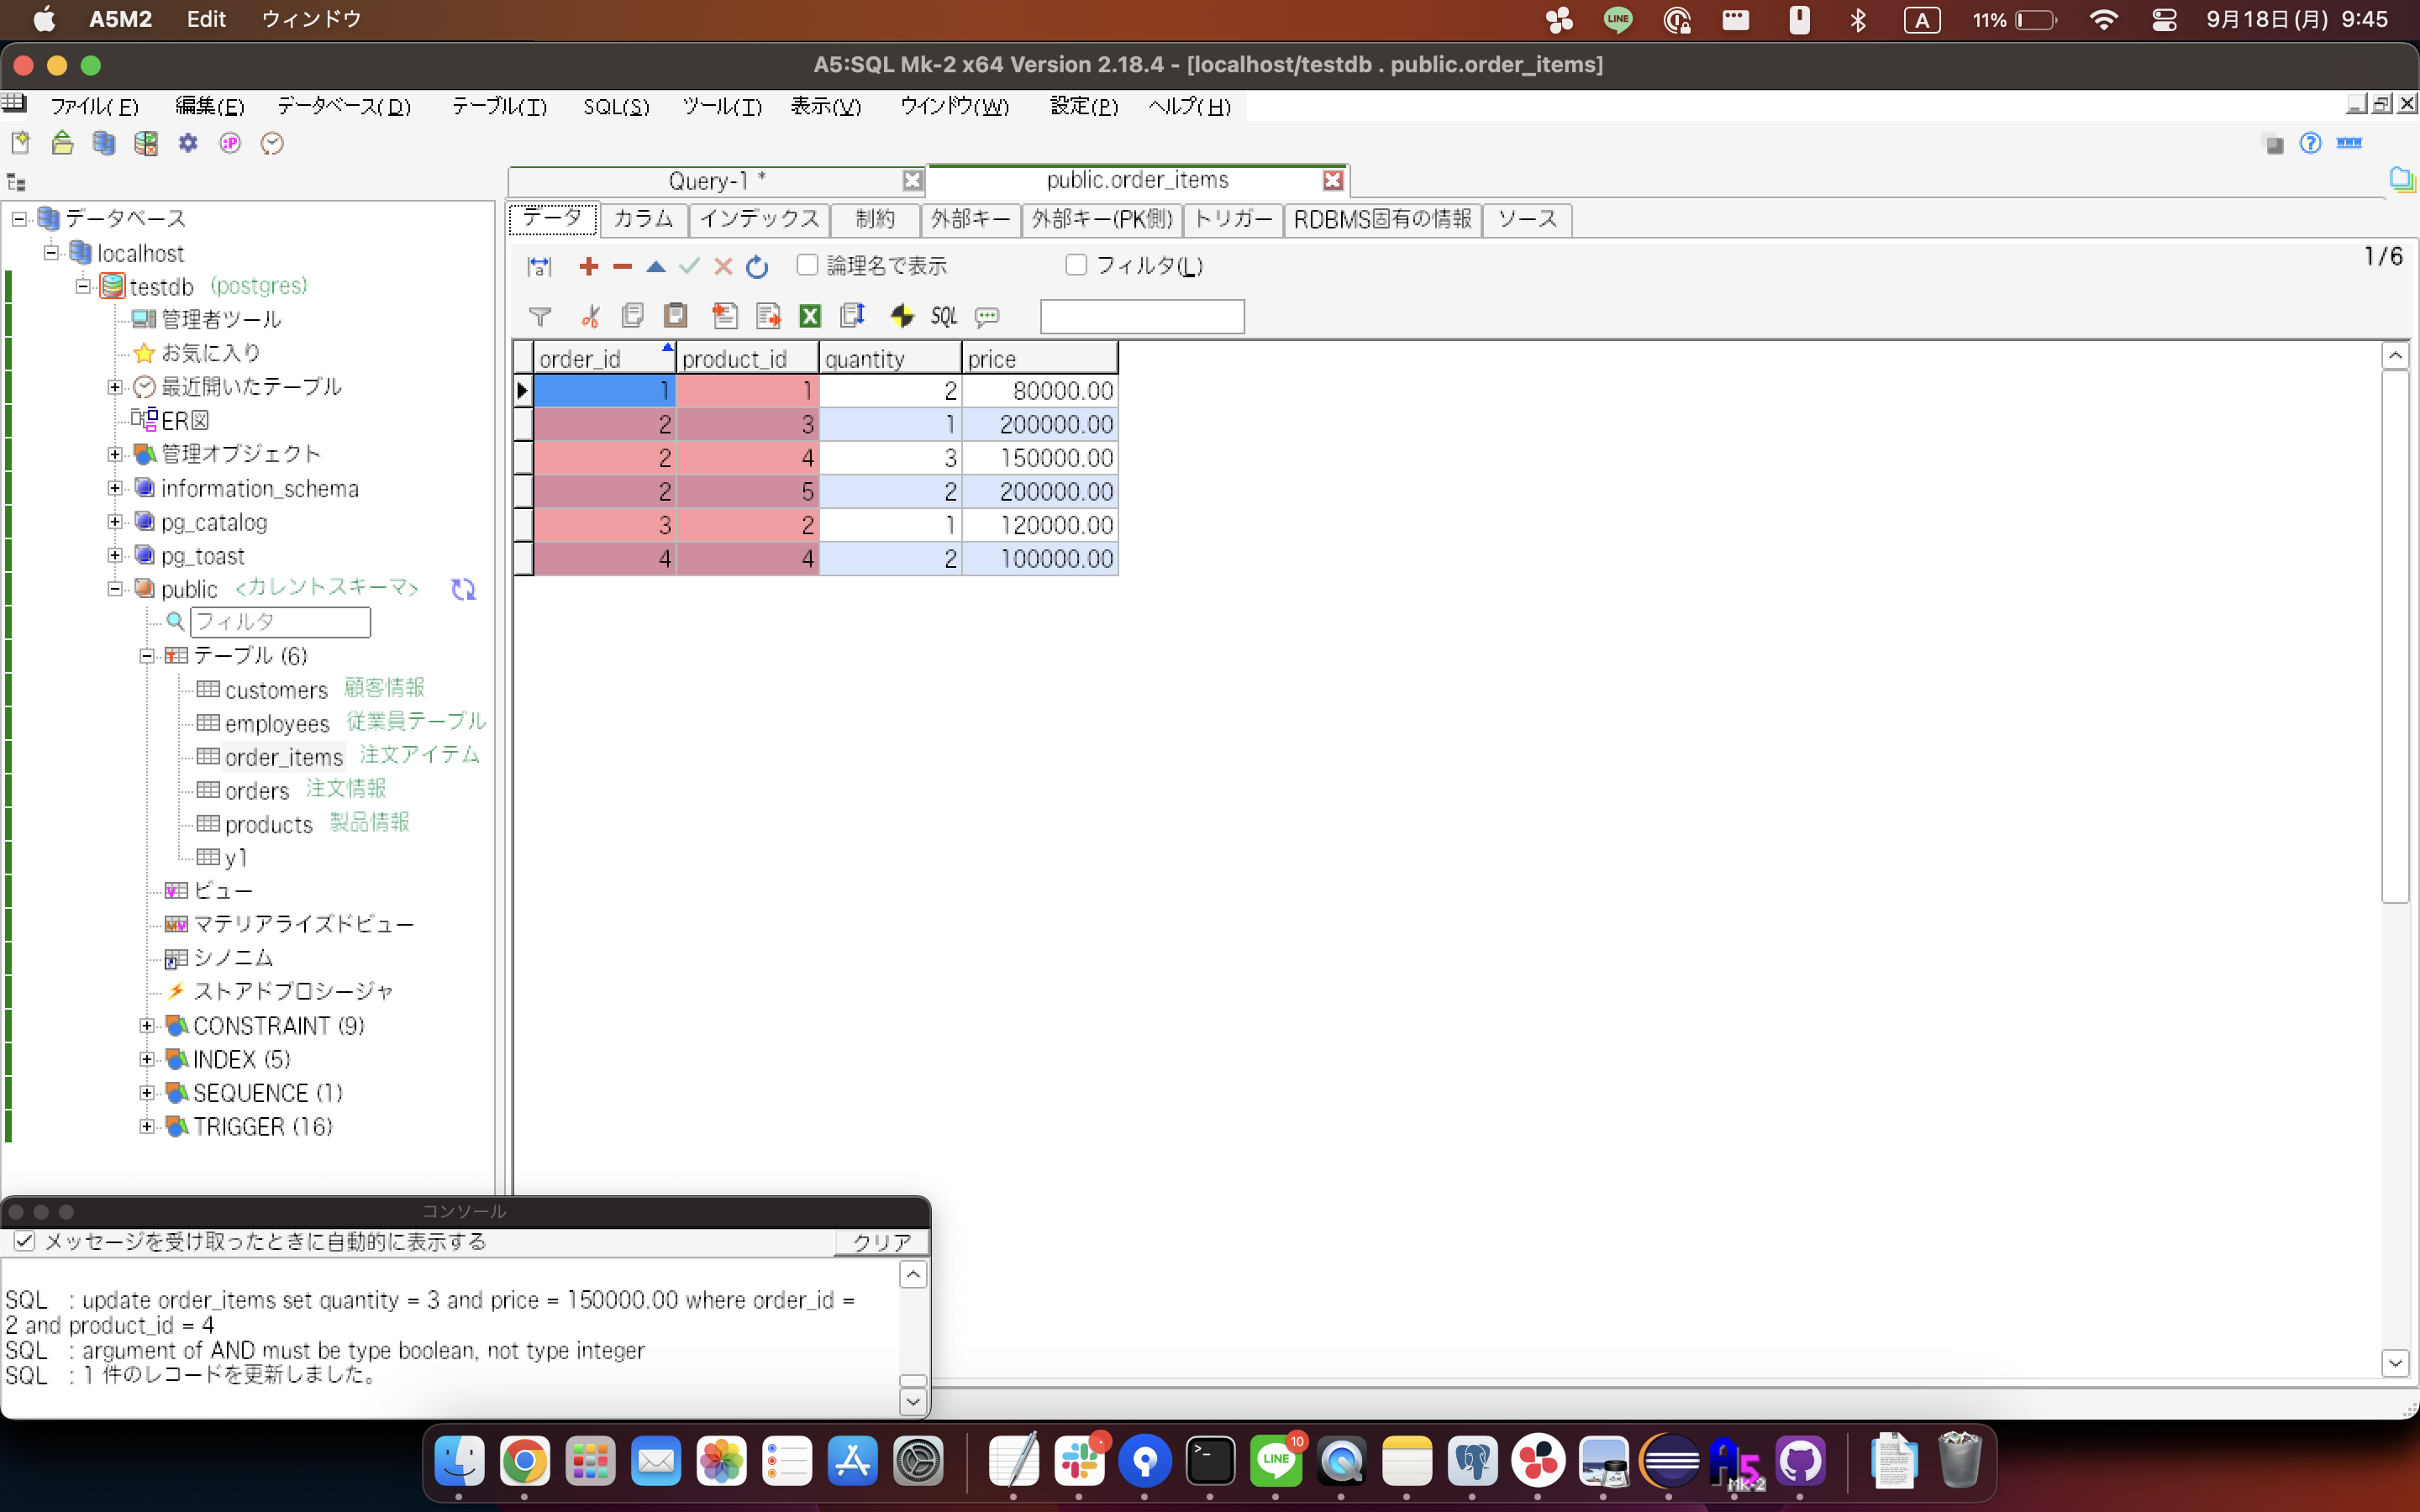 A5M2 Edit ウィンドウ LINE A 11% 9月18日(月) 9:45
A5:SQL Mk-2 x64 Version 2.18.4 - [localhost/testdb . public.order_items]
ファイル(F) 編集(E) データベース(D) テーブル(T) SQL(S) ツール(T) 表示(V) ウインドウ(W) 設定(P) ヘルプ(H)
:P ?
Query-1 * public.order_items
データ カラム インデックス 制約 外部キー 外部キー(PK側) トリガー RDBMS固有の情報 ソース
論理名で表示 フィルタ(L) 1/6
SQL
order_id product_id quantity price
1 1 2 80000.00
2 3 1 200000.00
2 4 3 150000.00
2 5 2 200000.00
3 2 1 120000.00
4 4 2 100000.00
データベース
localhost
testdb (postgres)
管理者ツール
お気に入り
最近開いたテーブル
ER図
管理オブジェクト
information_schema
pg_catalog
pg_toast
public <カレントスキーマ>
フィルタ
テーブル (6)
customers 顧客情報
employees 従業員テーブル
order_items 注文アイテム
orders 注文情報
products 製品情報
y1
ビュー
マテリアライズドビュー
シノニム
ストアドプロシージャ
CONSTRAINT (9)
INDEX (5)
SEQUENCE (1)
TRIGGER (16)
コンソール
メッセージを受け取ったときに自動的に表示する クリア
SQL : update order_items set quantity = 3 and price = 150000.00 where order_id =
2 and product_id = 4
SQL : argument of AND must be type boolean, not type integer
SQL : 1 件のレコードを更新しました。
LINE 10 A5 Mk-2